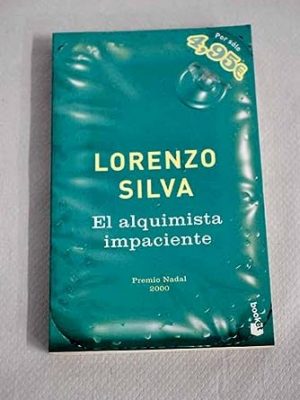 Por sólo
4,95€
LORENZO
SILVA
El alquimista
impaciente
Premio Nadal
2000
booket